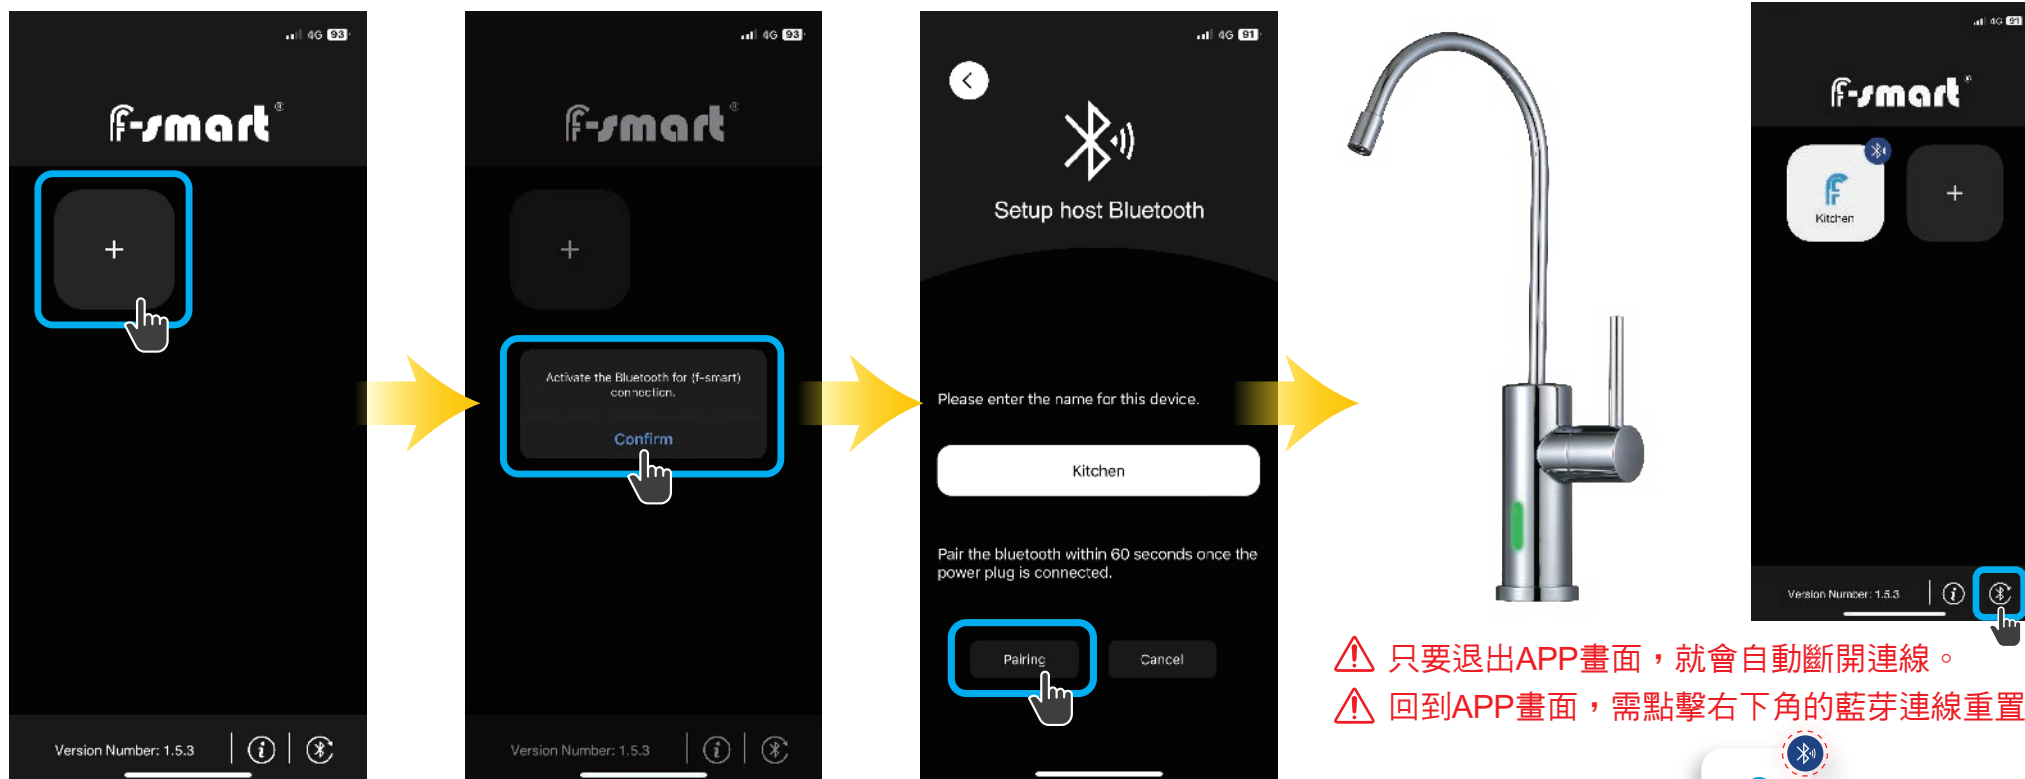 4G 93
f-smart®
+
Version Number: 1.5.3
4G 93
f-smart®
+
Activate the Bluetooth for (f-smart)
connection.
Confirm
Version Number: 1.5.3
4G 91
Setup host Bluetooth
Please enter the name for this device.
Kitchen
Pair the bluetooth within 60 seconds once the
power plug is connected.
Pairing
Cancel
4G 91
f-smart®
Kitchen
+
Version Number: 1.5.3
只要退出APP畫面，就會自動斷開連線。
回到APP畫面，需點擊右下角的藍芽連線重置